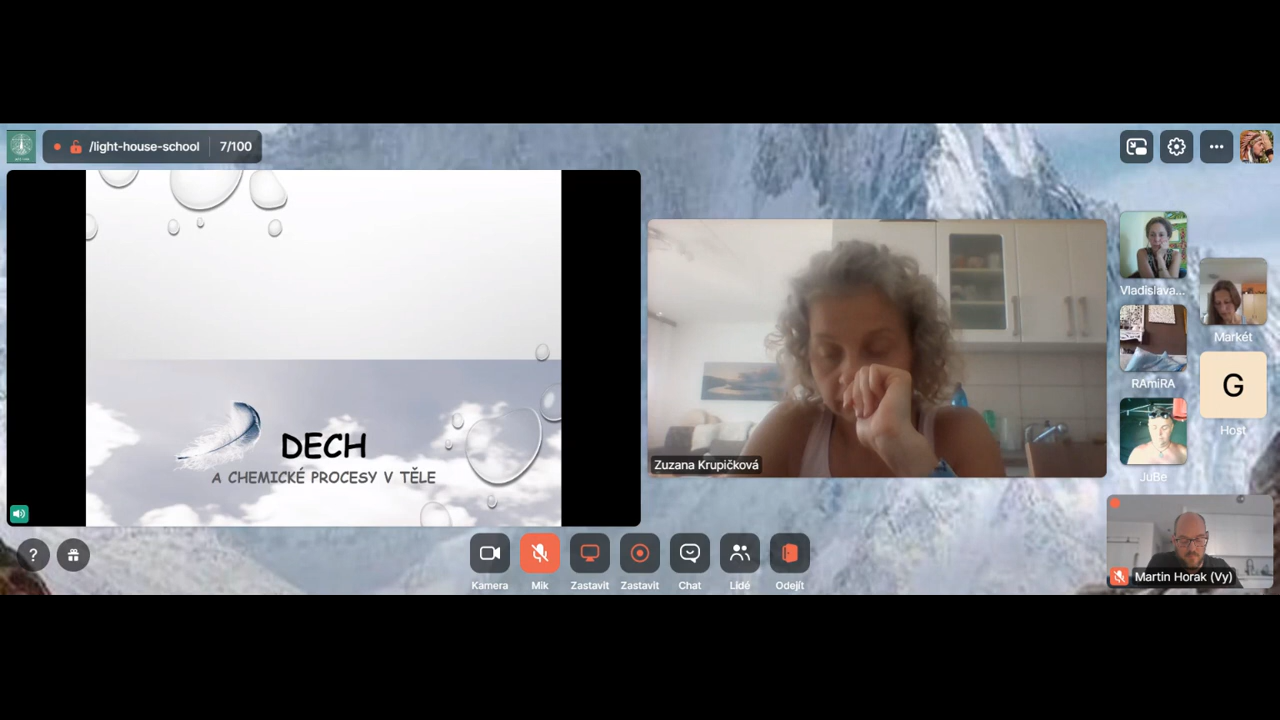 /light-house-school 7/100
DECH
A CHEMICKÉ PROCESY V TĚLE
Zuzana Krupičková
Vladislava...
Markét
RAmiRA
G
Host
JuBe
Martin Horak (Vy)
?
Kamera Mik Zastavit Zastavit Chat Lidé Odejít